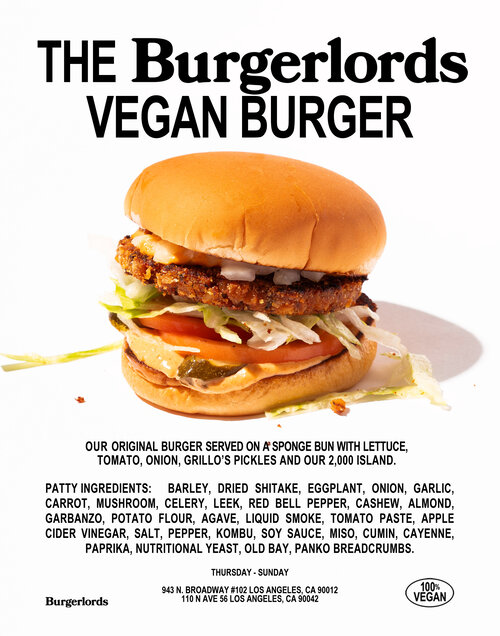 THE Burgerlords
VEGAN BURGER
OUR ORIGINAL BURGER SERVED ON A SPONGE BUN WITH LETTUCE,
TOMATO, ONION, GRILLO'S PICKLES AND OUR 2,000 ISLAND.
PATTY INGREDIENTS: BARLEY, DRIED SHITAKE, EGGPLANT, ONION, GARLIC,
CARROT, MUSHROOM, CELERY, LEEK, RED BELL PEPPER, CASHEW, ALMOND,
GARBANZO, POTATO FLOUR, AGAVE, LIQUID SMOKE, TOMATO PASTE, APPLE
CIDER VINEGAR, SALT, PEPPER, KOMBU, SOY SAUCE, MISO, CUMIN, CAYENNE,
PAPRIKA, NUTRITIONAL YEAST, OLD BAY, PANKO BREADCRUMBS.
THURSDAY - SUNDAY
943 N. BROADWAY #102 LOS ANGELES, CA 90012
110 N AVE 56 LOS ANGELES, CA 90042
Burgerlords
100%
VEGAN